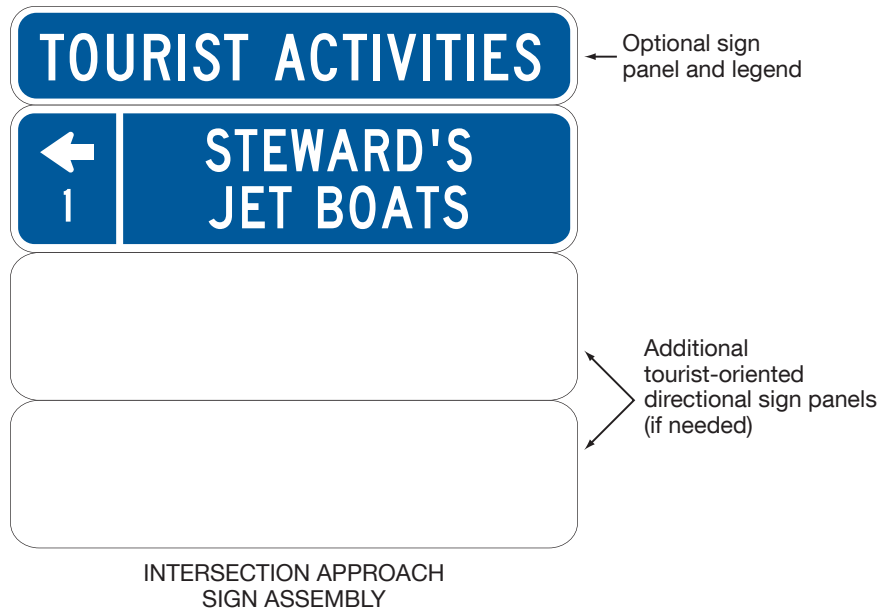 TOURIST ACTIVITIES
Optional sign
panel and legend
1
STEWARD'S
JET BOATS
Additional
tourist-oriented
directional sign panels
(if needed)
INTERSECTION APPROACH
SIGN ASSEMBLY